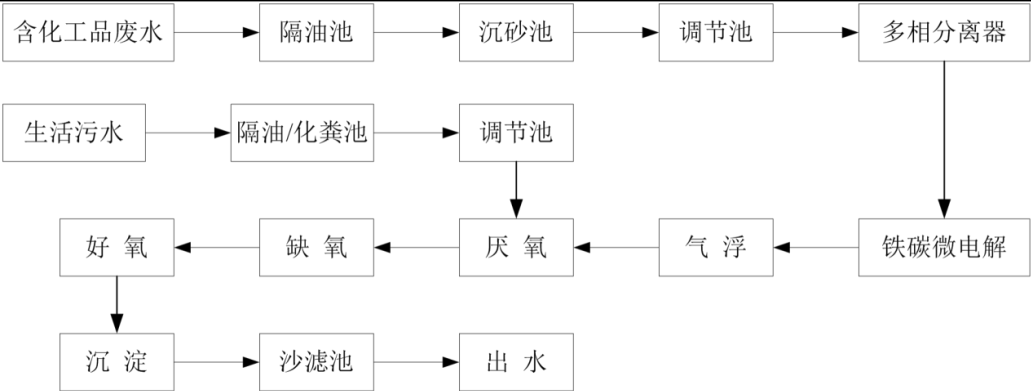 含化工品废水 隔油池 沉砂池 调节池 多相分离器
生活污水 隔油/化粪池 调节池
好 氧 缺 氧 厌 氧 气 浮 铁碳微电解
沉 淀 沙滤池 出 水